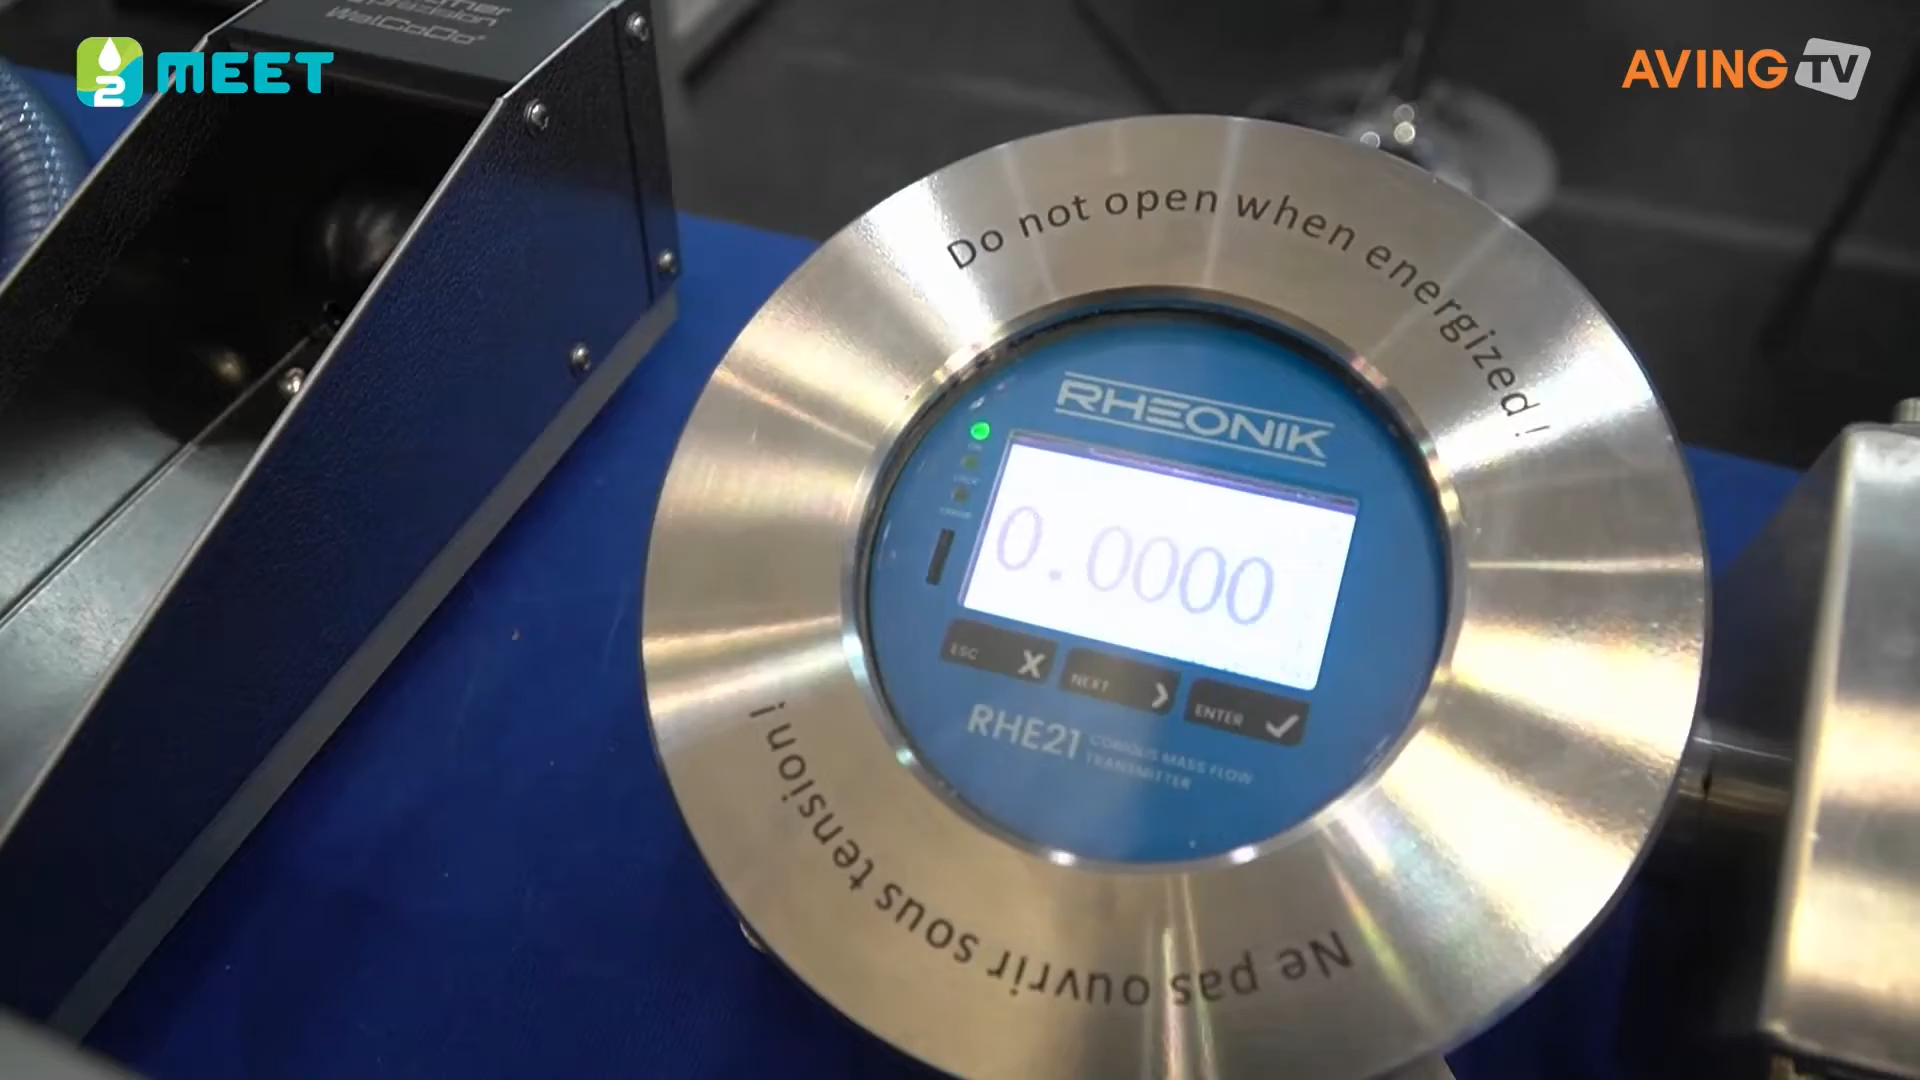 MEET
AVING TV
WalCoDo®
Do not open when energized!
RHEONIK
0.0000
ESC X
NEXT >
ENTER ✓
RHE21
CORIOLIS MASS FLOW
TRANSMITTER
Ne pas ouvrir sous tension!